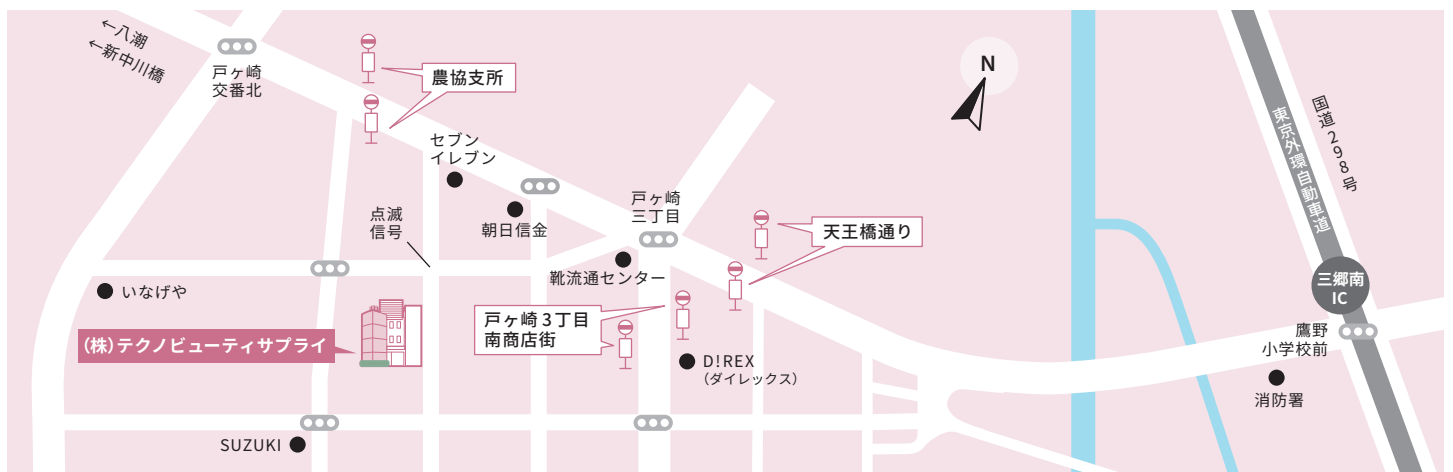 ←八潮
←新中川橋
戸ヶ崎
交番北
農協支所
セブン
イレブン
朝日信金
点滅
信号
戸ヶ崎
三丁目
靴流通センター
天王橋通り
N
国道298号
東京外環自動車道
三郷南
IC
鷹野
小学校前
消防署
いなげや
(株)テクノビューティサプライ
戸ヶ崎3丁目
南商店街
D!REX
(ダイレックス)
SUZUKI